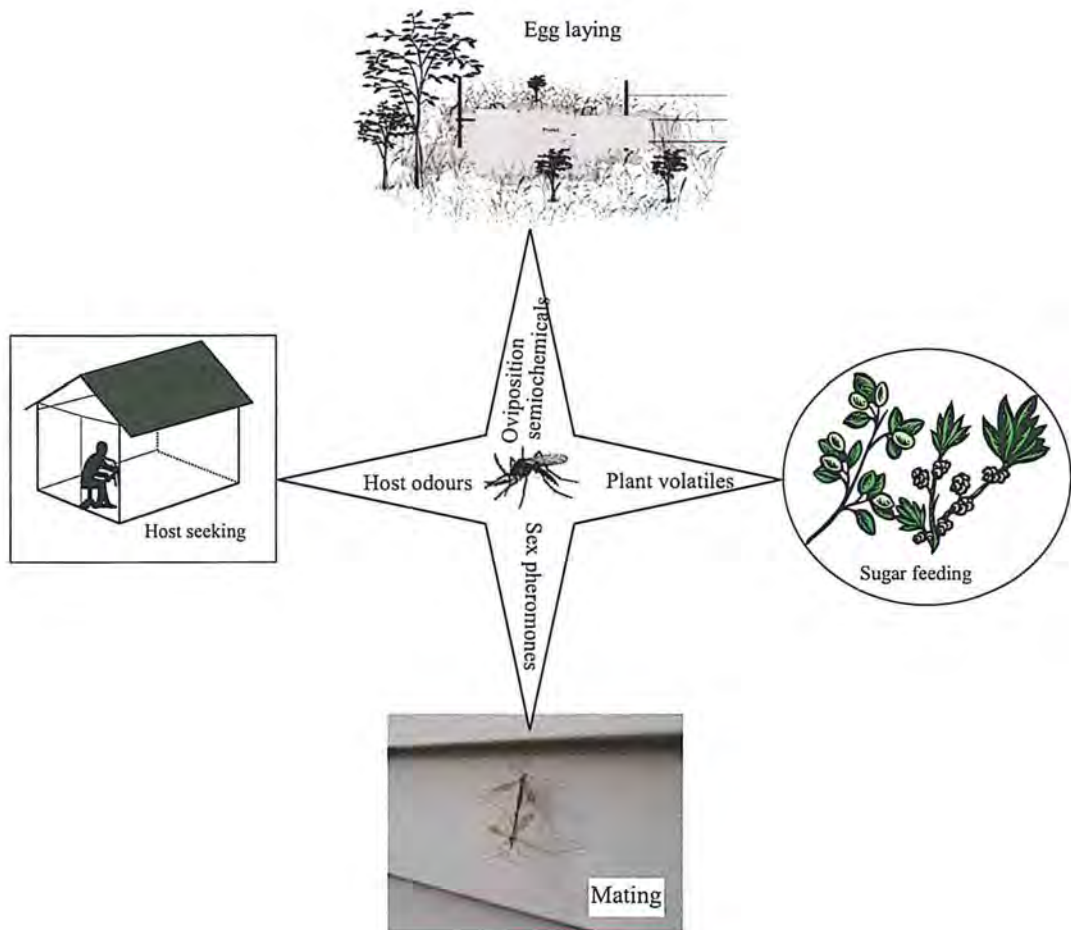 Egg laying
Oviposition
semiochemicals
Host odours
Plant volatiles
Host seeking
Sugar feeding
Sex pheromones
Mating